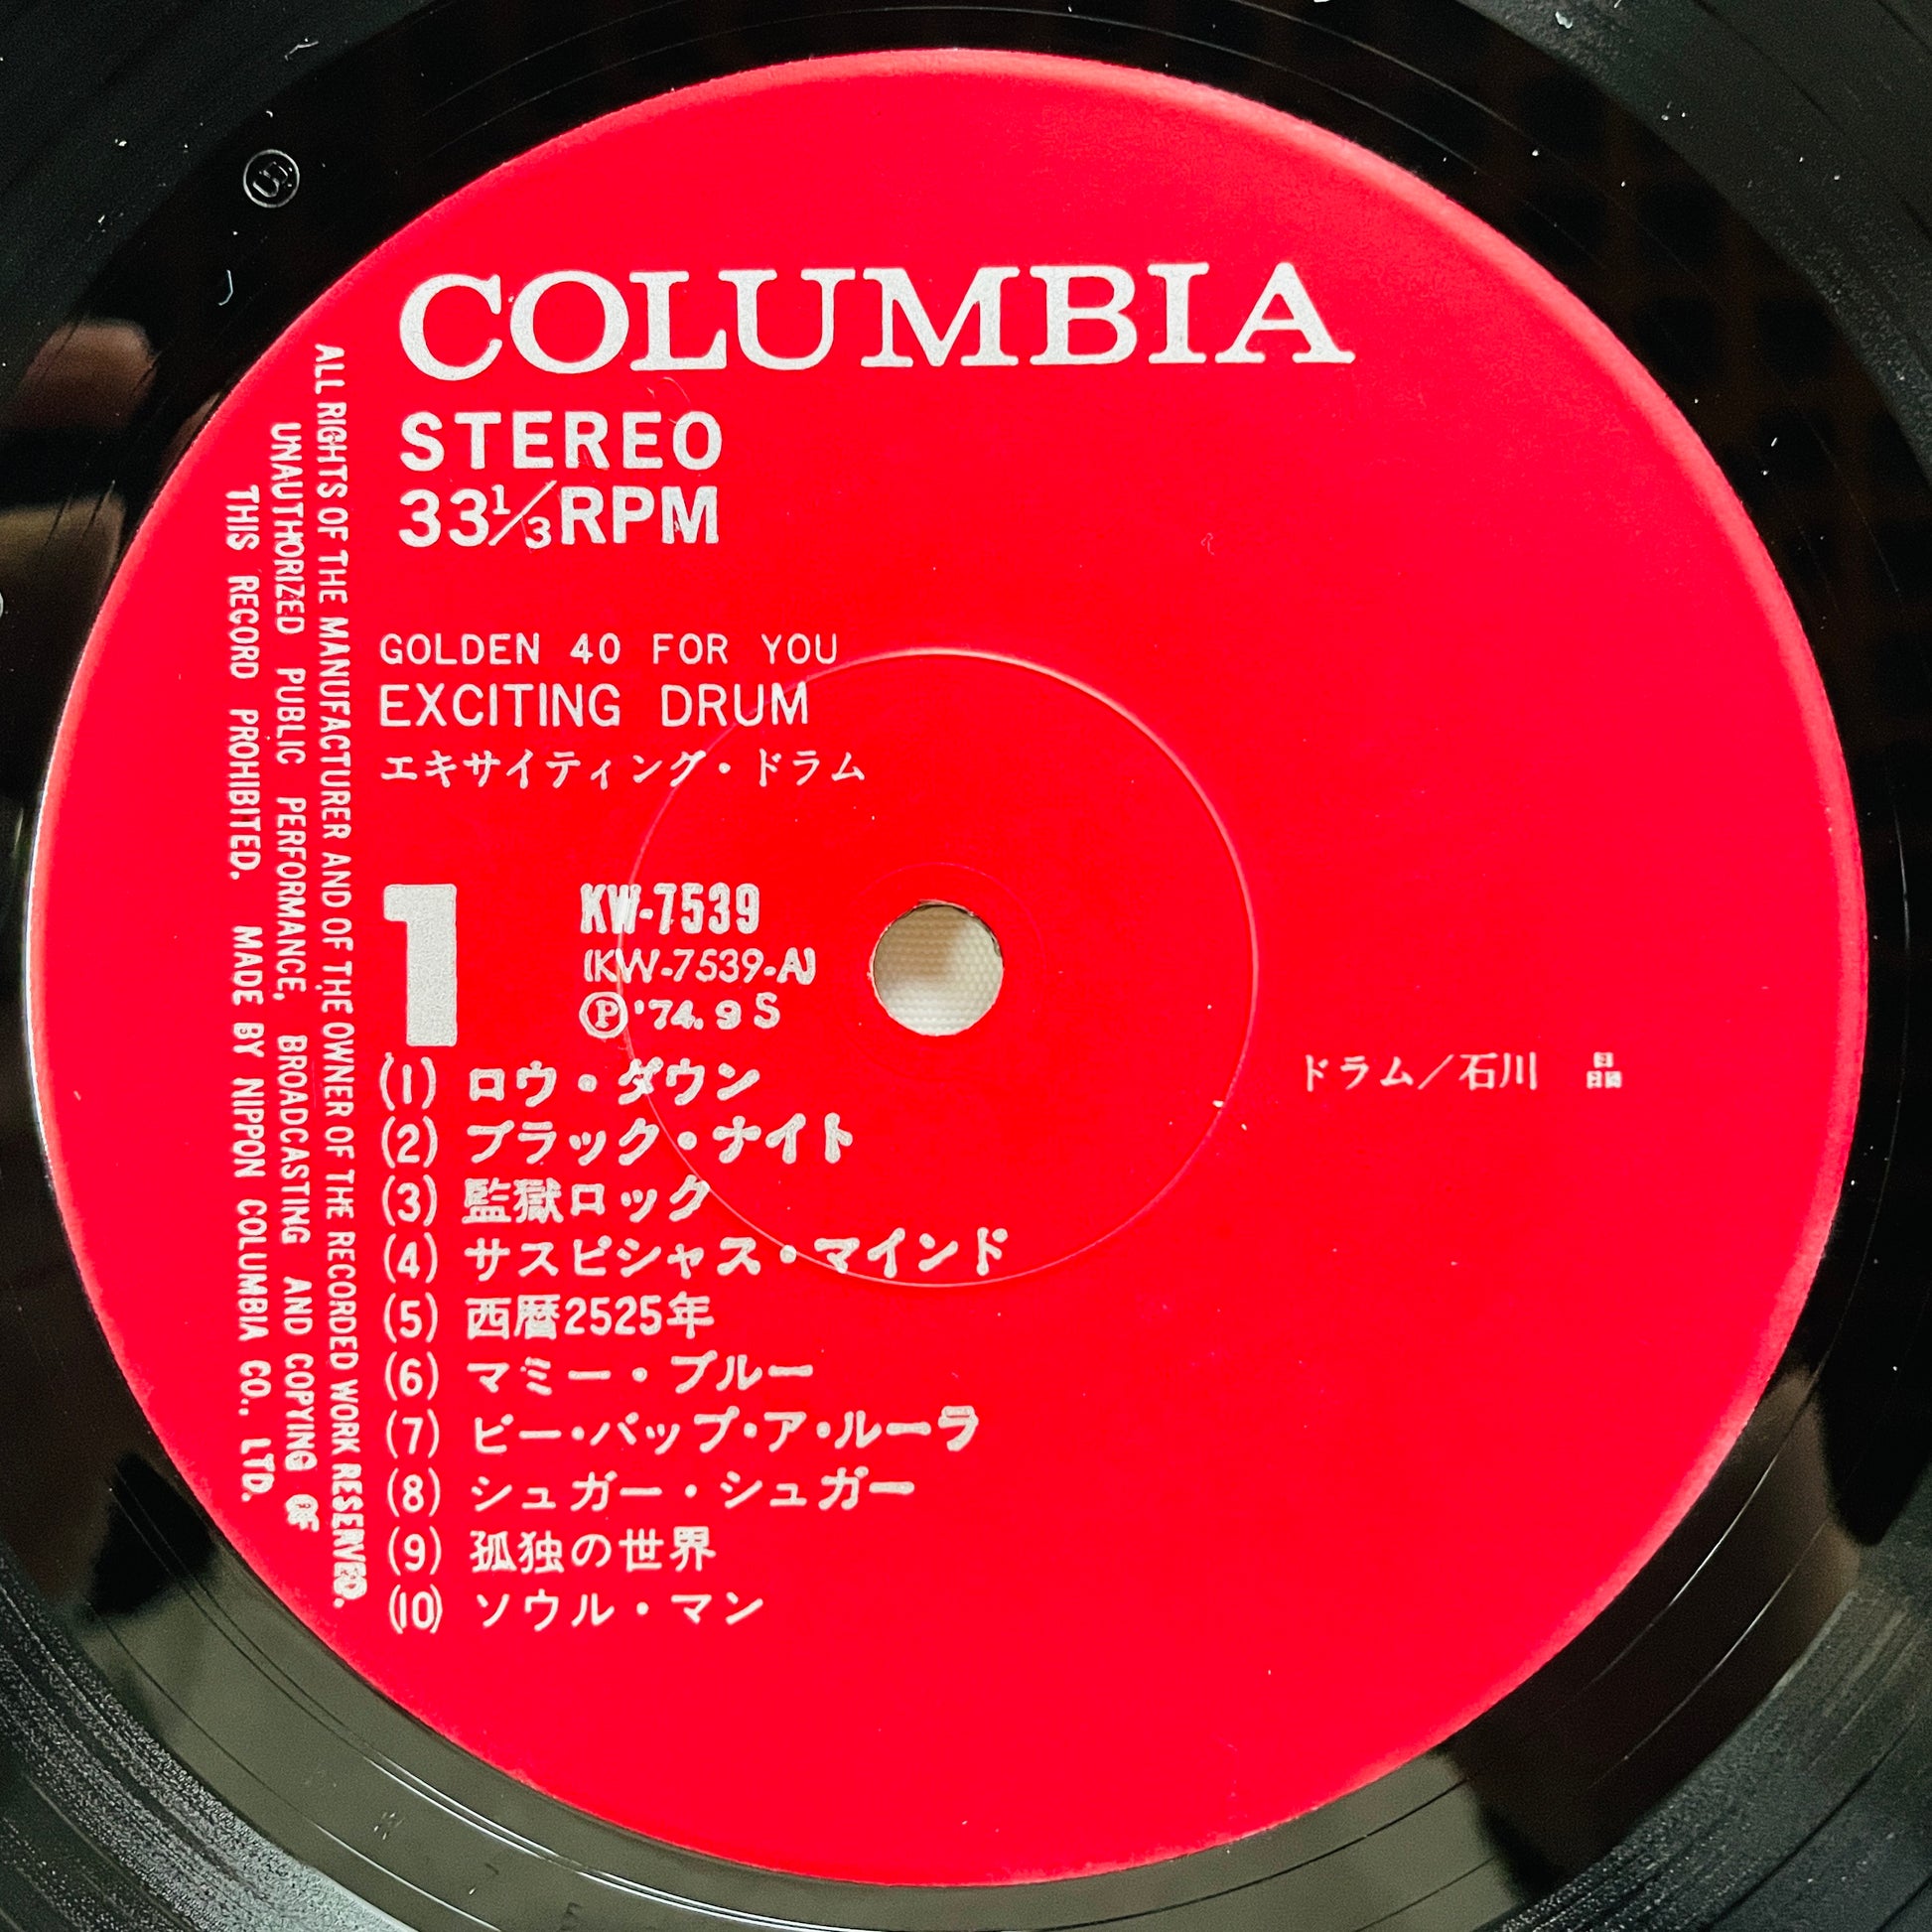 COLUMBIA
STEREO
33⅓RPM
GOLDEN 40 FOR YOU
EXCITING DRUM
エキサイティング・ドラム
1
KW-7539
(KW-7539-A)
Ⓟ'74.9 S
(1) ロウ・ダウン
ドラム/石川 晶
(2) ブラック・ナイト
(3) 監獄ロック
(4) サスピシャス・マインド
(5) 西暦2525年
(6) マミー・ブルー
(7) ビー・バップ・ア・ルーラ
(8) シュガー・シュガー
(9) 孤独の世界
(10) ソウル・マン
ALL RIGHTS OF THE MANUFACTURER AND OF THE OWNER OF THE RECORDED WORK RESERVED.
UNAUTHORIZED PUBLIC PERFORMANCE, BROADCASTING AND COPYING OF
THIS RECORD PROHIBITED. MADE BY NIPPON COLUMBIA CO., LTD.